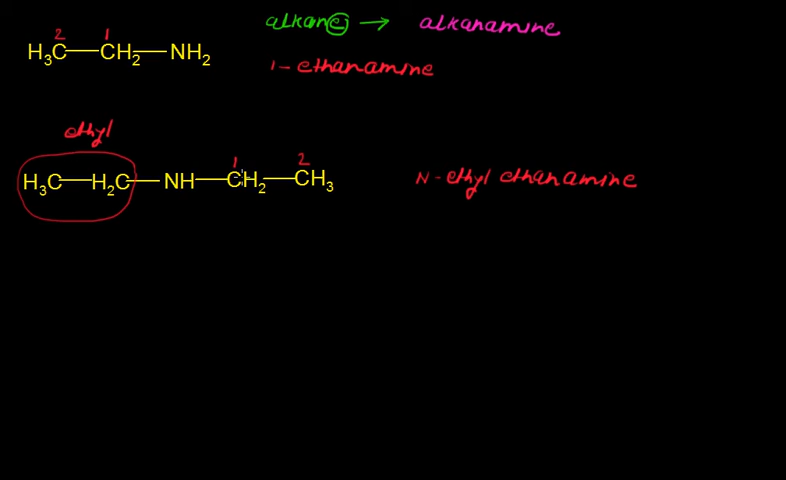 alkane → alkanamine
2 1
H₃C—CH₂—NH₂
1-ethanamine
ethyl
1 2
H₃C—H₂C—NH—CH₂—CH₃
N-ethyl ethanamine